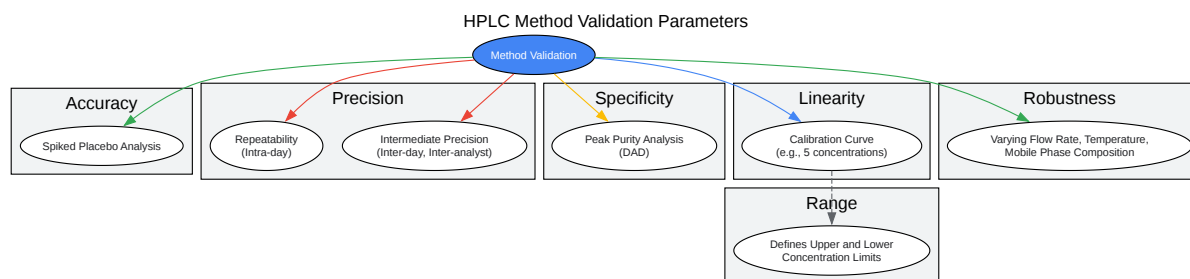 HPLC Method Validation Parameters
Method Validation
Accuracy
Spiked Placebo Analysis
Precision
Repeatability
(Intra-day)
Intermediate Precision
(Inter-day, Inter-analyst)
Specificity
Peak Purity Analysis
(DAD)
Linearity
Calibration Curve
(e.g., 5 concentrations)
Robustness
Varying Flow Rate, Temperature,
Mobile Phase Composition
Range
Defines Upper and Lower
Concentration Limits